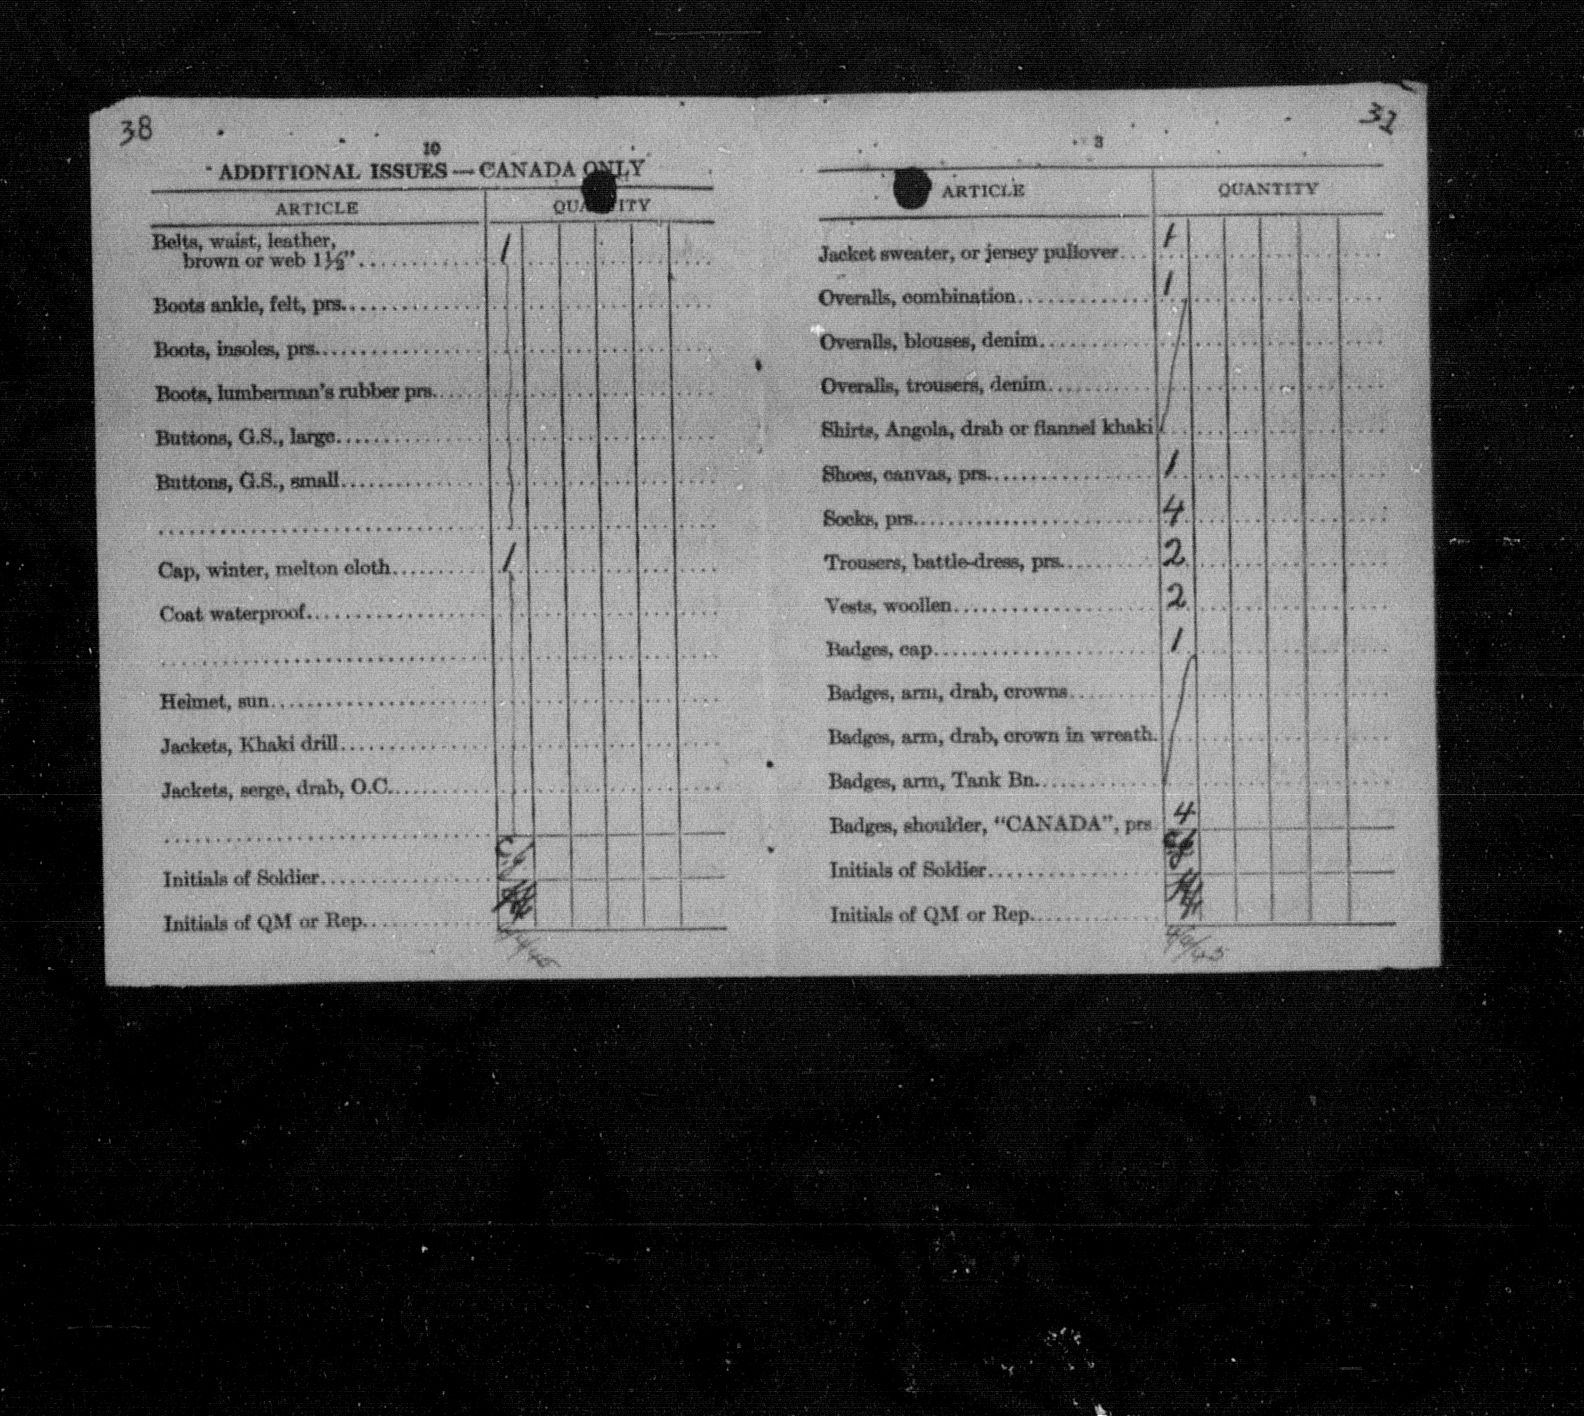 38
10
ADDITIONAL ISSUES — CANADA ONLY
ARTICLE QUANTITY
Belts, waist, leather,
brown or web 1½" 1
Boots ankle, felt, prs.
Boots, insoles, prs.
Boots, lumberman's rubber prs.
Buttons, G.S., large
Buttons, G.S., small
Cap, winter, melton cloth 1
Coat waterproof
Helmet, sun
Jackets, Khaki drill
Jackets, serge, drab, O.C.
Initials of Soldier
Initials of QM or Rep.
3
ARTICLE QUANTITY
Jacket sweater, or jersey pullover 1
Overalls, combination 1
Overalls, blouses, denim
Overalls, trousers, denim
Shirts, Angola, drab or flannel khaki
Shoes, canvas, prs. 1
Socks, prs. 4
Trousers, battle-dress, prs. 2
Vests, woollen 2
Badges, cap 1
Badges, arm, drab, crowns
Badges, arm, drab, crown in wreath.
Badges, arm, Tank Bn.
Badges, shoulder, "CANADA", prs 4
Initials of Soldier
Initials of QM or Rep.